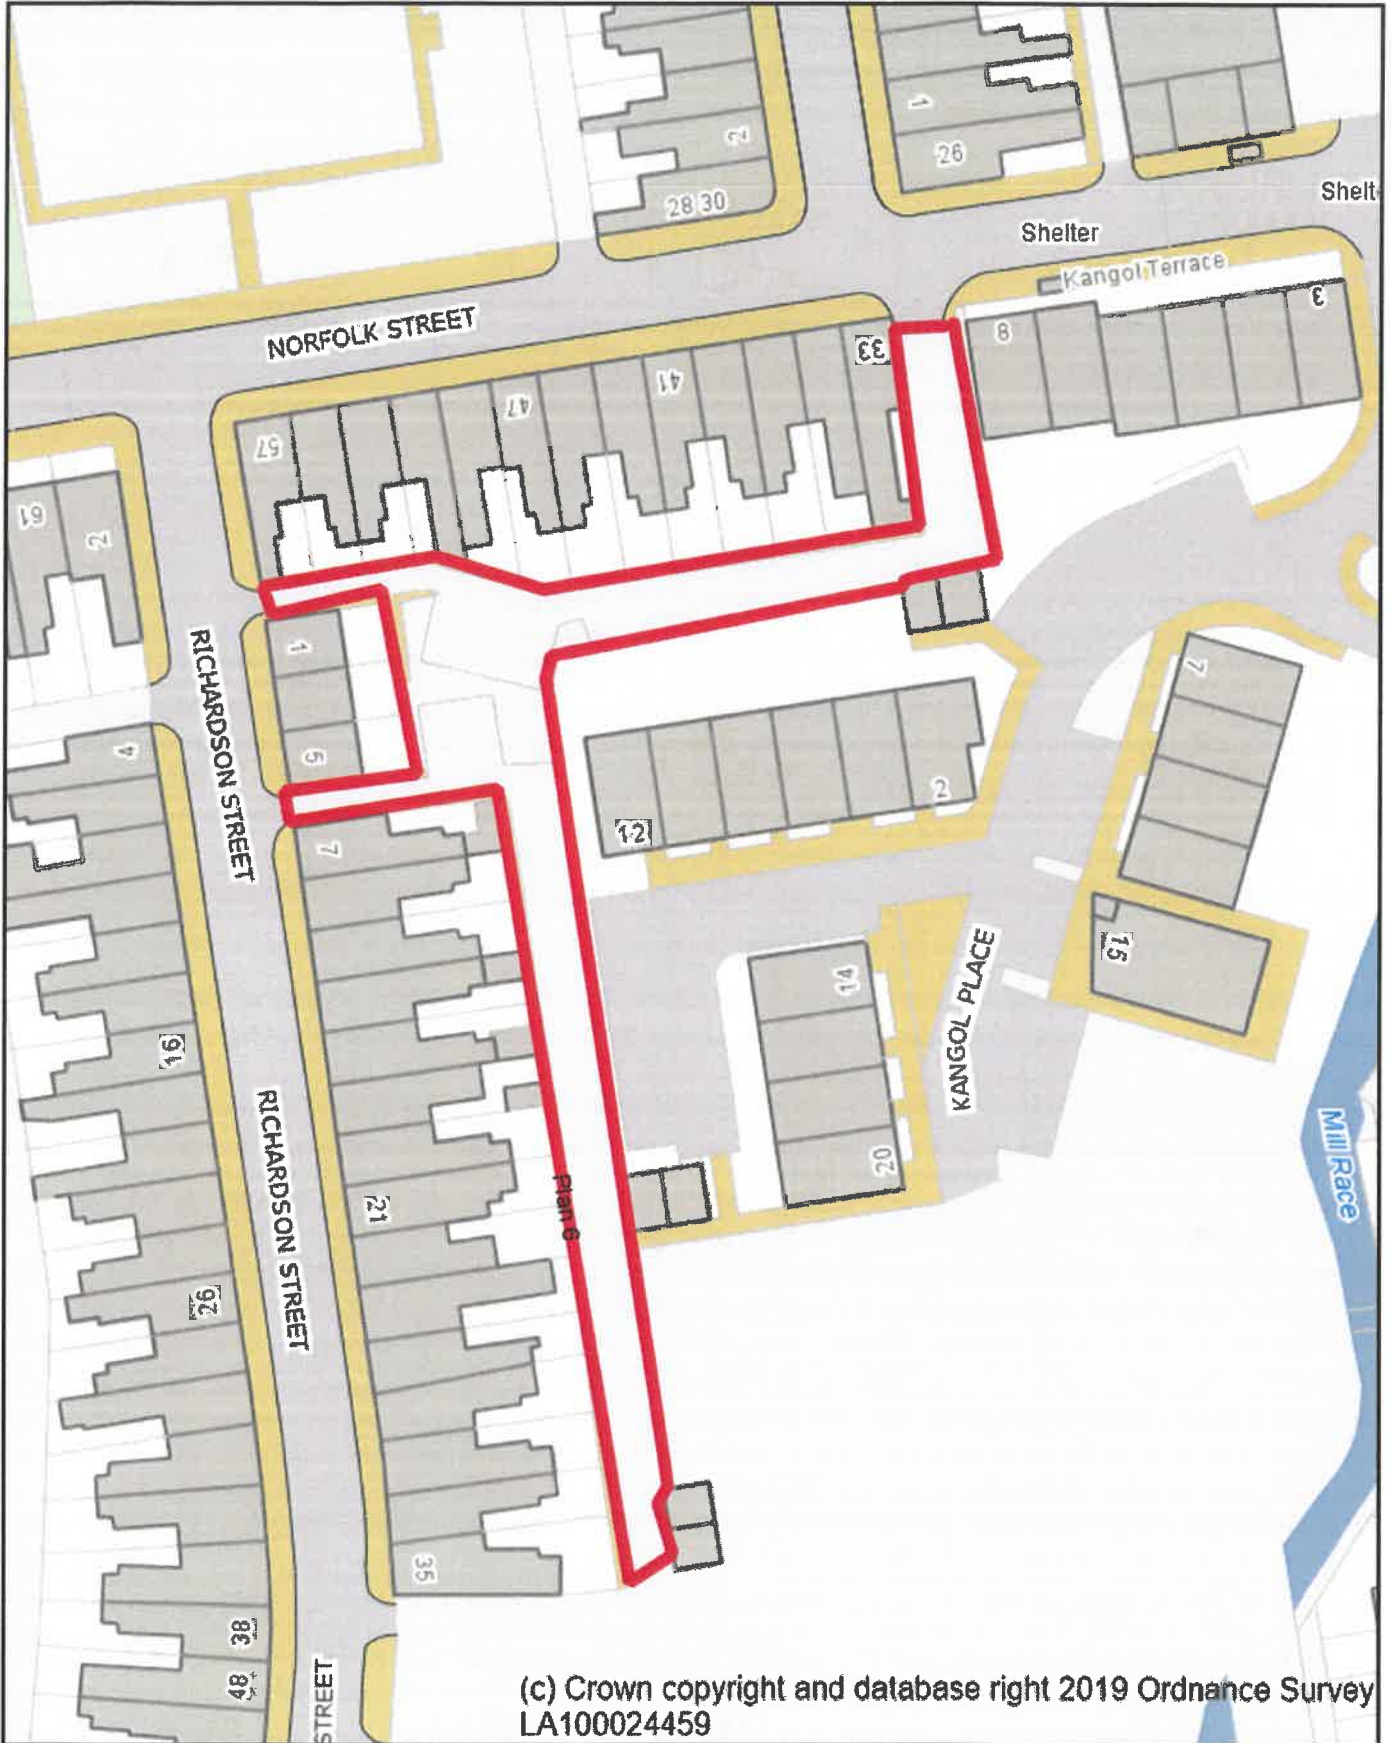 1
2
26
28 30
Shelt
Shelter
Kangol Terrace
NORFOLK STREET
3
8
33
41
47
57
61
2
1
7
RICHARDSON STREET
5
4
2
12
7
14
15
KANGOL PLACE
16
RICHARDSON STREET
Mill Race
20
21
Plan 6
26
35
38
48
STREET
(c) Crown copyright and database right 2019 Ordnance Survey
LA100024459